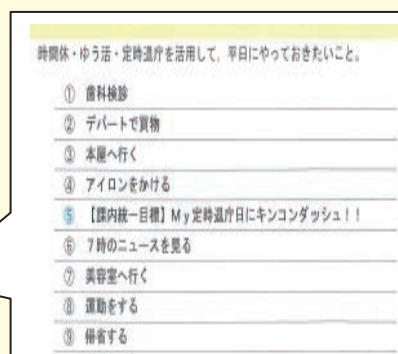 時間休・ゆう活・定時退庁を活用して、平日にやっておきたいこと。
① 歯科検診
② デパートで買物
③ 本屋へ行く
④ アイロンをかける
⑤ 【課内統一目標】My定時退庁日にキンコンダッシュ!!
⑥ 7時のニュースを見る
⑦ 美容室へ行く
⑧ 運動をする
⑨ 帰省する